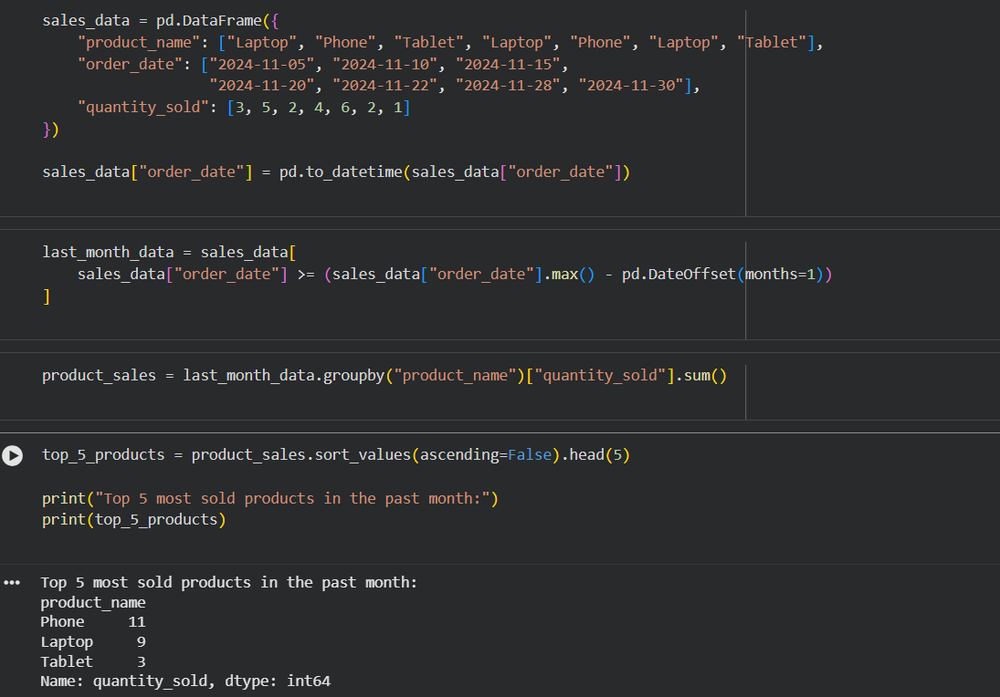 sales_data = pd.DataFrame({
    "product_name": ["Laptop", "Phone", "Tablet", "Laptop", "Phone", "Laptop", "Tablet"],
    "order_date": ["2024-11-05", "2024-11-10", "2024-11-15",
                   "2024-11-20", "2024-11-22", "2024-11-28", "2024-11-30"],
    "quantity_sold": [3, 5, 2, 4, 6, 2, 1]
})
sales_data["order_date"] = pd.to_datetime(sales_data["order_date"])
last_month_data = sales_data[
    sales_data["order_date"] >= (sales_data["order_date"].max() - pd.DateOffset(months=1))
]
product_sales = last_month_data.groupby("product_name")["quantity_sold"].sum()
top_5_products = product_sales.sort_values(ascending=False).head(5)
print("Top 5 most sold products in the past month:")
print(top_5_products)
Top 5 most sold products in the past month:
product_name
Phone     11
Laptop     9
Tablet     3
Name: quantity_sold, dtype: int64